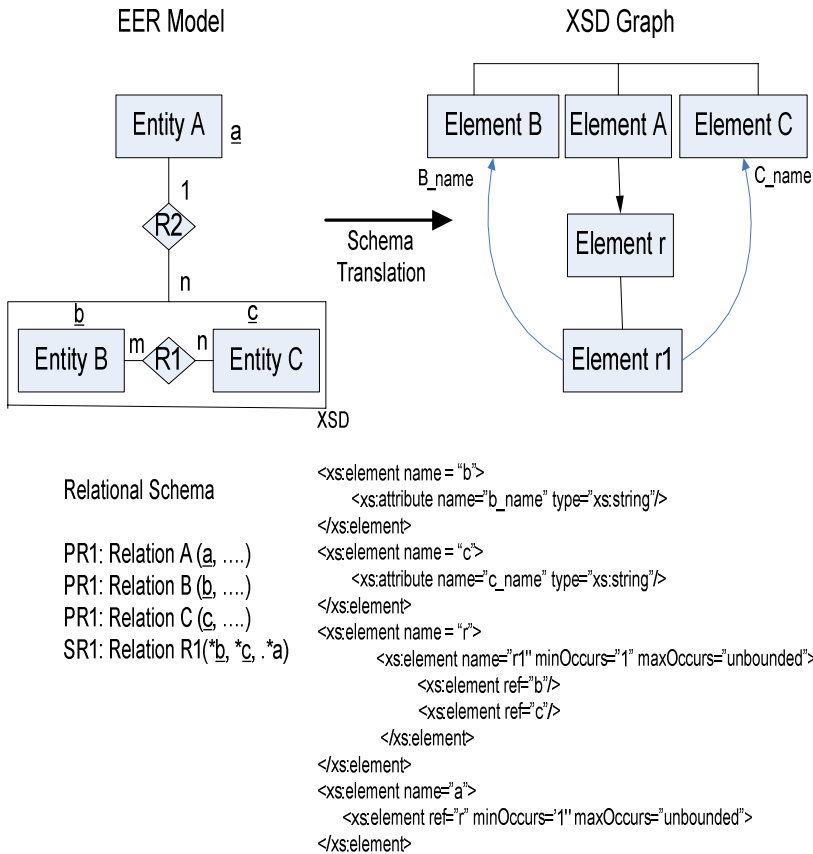 EER Model
XSD Graph
Entity A
a
1
R2
n
b
c
Entity B
m
R1
n
Entity C
XSD
Schema
Translation
Element B
Element A
Element C
B_name
C_name
Element r
Element r1
Relational Schema
PR1: Relation A (a, ....)
PR1: Relation B (b, ....)
PR1: Relation C (c, ....)
SR1: Relation R1(*b, *c, .*a)
<xs:element name = “b”>
<xs:attribute name=”b_name” type=”xs:string”/>
</xs:element>
<xs:element name = “c”>
<xs:attribute name=”c_name” type=”xs:string”/>
</xs:element>
<xs:element name = “r”>
<xs:element name=”r1" minOccurs=”1” maxOccurs=”unbounded”>
<xs:element ref=”b”/>
<xs:element ref=”c”/>
</xs:element>
</xs:element>
<xs:element name=”a”>
<xs:element ref=”r” minOccurs=’1'' maxOccurs=”unbounded”>
</xs:element>